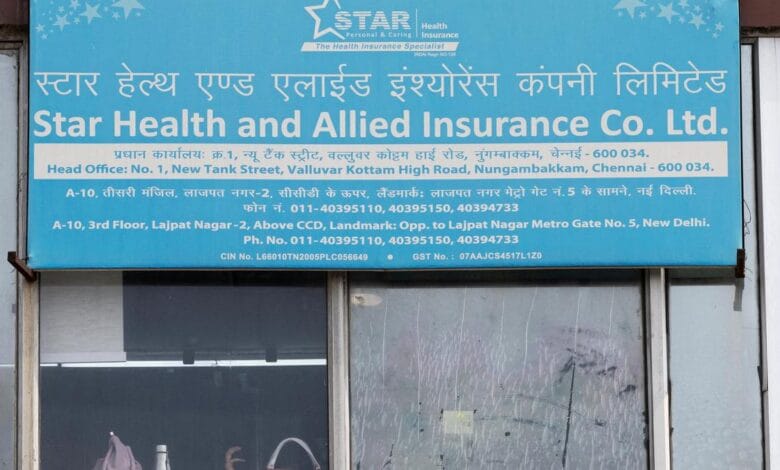 STAR Health
Personal & Caring Insurance
The Health Insurance Specialist
स्टार हेल्थ एण्ड एलाईड इंश्योरेंस कंपनी लिमिटेड
Star Health and Allied Insurance Co. Ltd.
प्रधान कार्यालयः क्र.1, न्यू टैंक स्ट्रीट, वल्लुवर कोट्टम हाई रोड, नुंगम्बाक्कम, चेन्नई - 600 034.
Head Office: No. 1, New Tank Street, Valluvar Kottam High Road, Nungambakkam, Chennai - 600 034.
A-10, तीसरी मंजिल, लाजपत नगर-2, सीसीडी के ऊपर, लैंडमार्क: लाजपत नगर मेट्रो गेट नं. 5 के सामने, नई दिल्ली.
फोन नं. 011-40395110, 40395150, 40394733
A-10, 3rd Floor, Lajpat Nagar-2, Above CCD, Landmark: Opp. to Lajpat Nagar Metro Gate No. 5, New Delhi.
Ph. No. 011-40395110, 40395150, 40394733
CIN No. L66010TN2005PLC056649 • GST No: 07AAJCS4517L1Z0